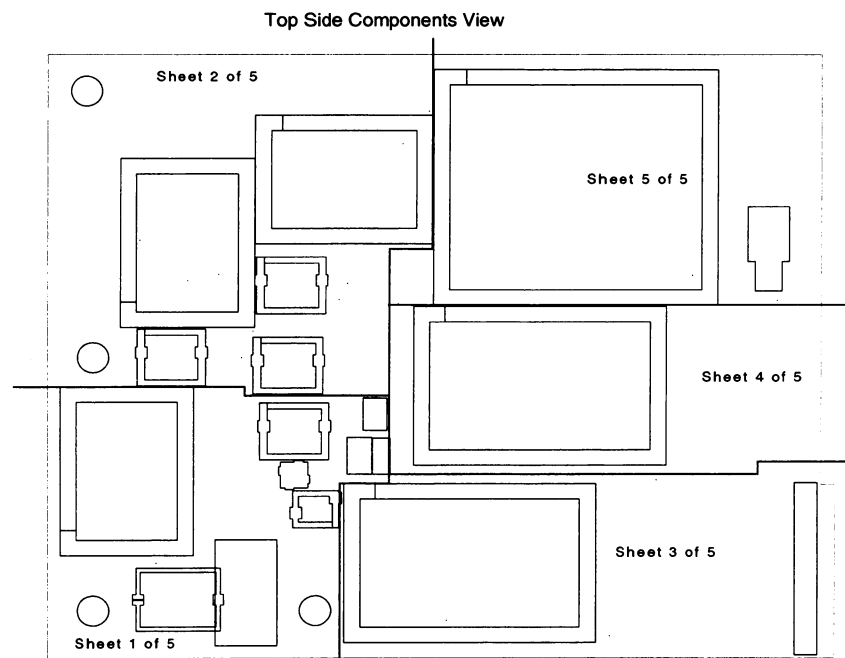 Top Side Components View
Sheet 2 of 5
Sheet 5 of 5
Sheet 4 of 5
Sheet 3 of 5
Sheet 1 of 5